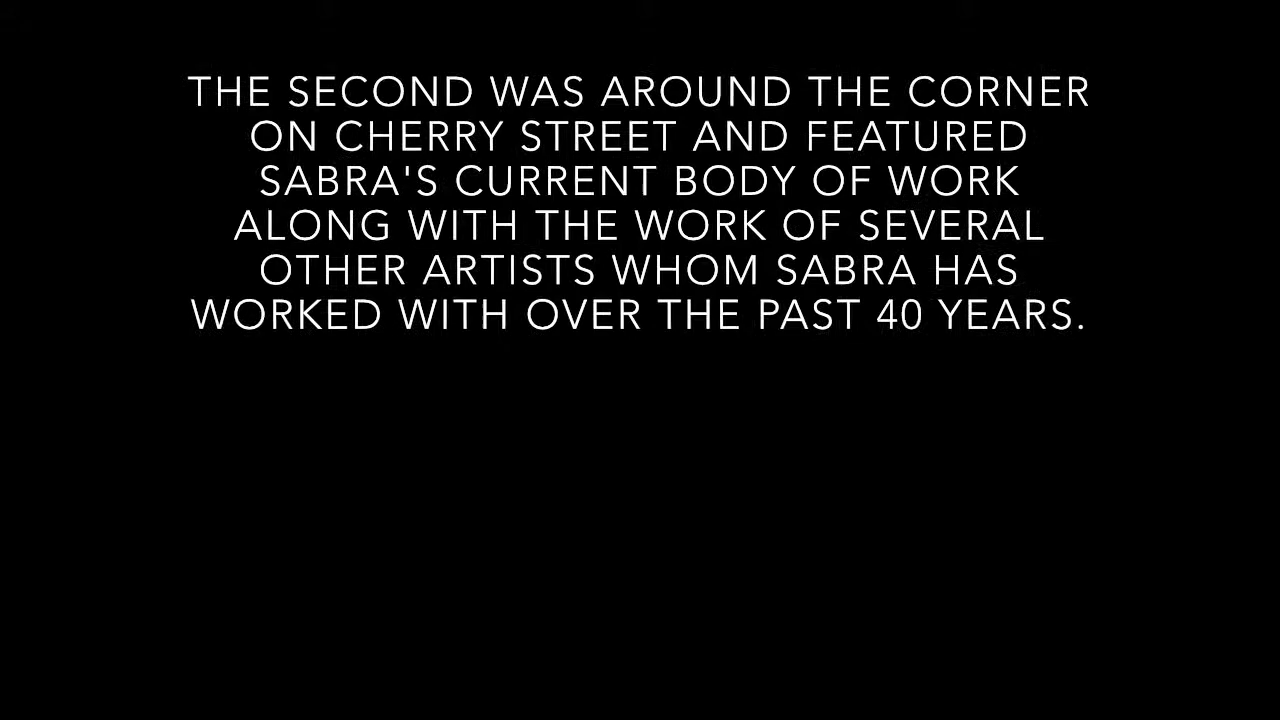 THE SECOND WAS AROUND THE CORNER
ON CHERRY STREET AND FEATURED
SABRA'S CURRENT BODY OF WORK
ALONG WITH THE WORK OF SEVERAL
OTHER ARTISTS WHOM SABRA HAS
WORKED WITH OVER THE PAST 40 YEARS.